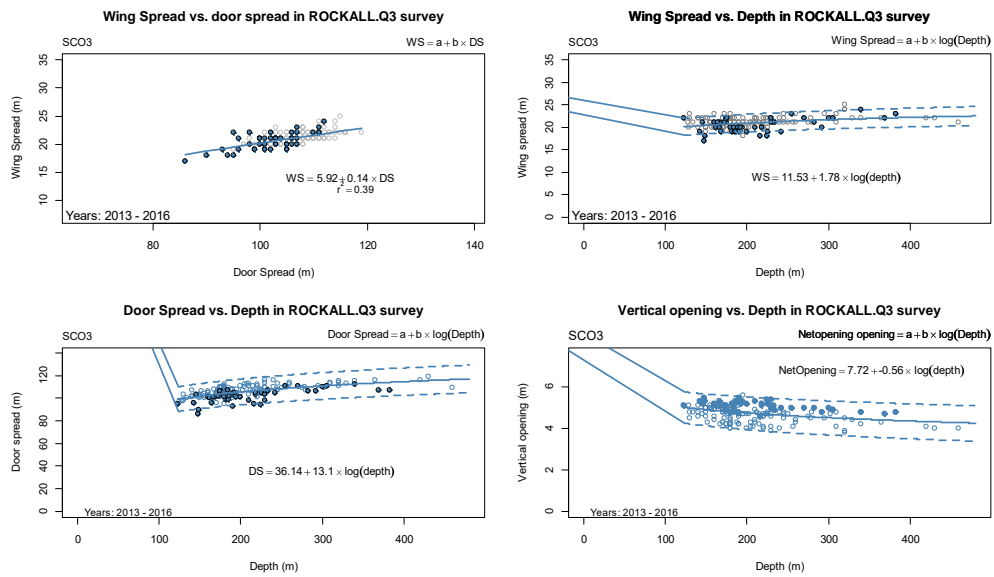 Wing Spread vs. door spread in ROCKALL.Q3 survey
SCO3
WS = a + b × DS
35
30
25
20
15
10
Wing Spread (m)
WS = 5.92+0.14 × DS
r² = 0.39
Years: 2013 - 2016
80 100 120 140
Door Spread (m)
Wing Spread vs. Depth in ROCKALL.Q3 survey
SCO3
Wing Spread = a + b × log(Depth)
35
30
25
20
15
10
5
0
Wing spread (m)
WS = 11.53 + 1.78 × log(depth)
Years: 2013 - 2016
0 100 200 300 400
Depth (m)
Door Spread vs. Depth in ROCKALL.Q3 survey
SCO3
Door Spread = a + b × log(Depth)
120
80
60
40
20
0
Door spread (m)
DS = 36.14 + 13.1 × log(depth)
Years: 2013 - 2016
0 100 200 300 400
Depth (m)
Vertical opening vs. Depth in ROCKALL.Q3 survey
SCO3
Netopening opening = a + b × log(Depth)
6
4
2
0
Vertical opening (m)
NetOpening = 7.72 + -0.56 × log(depth)
Years: 2013 - 2016
0 100 200 300 400
Depth (m)